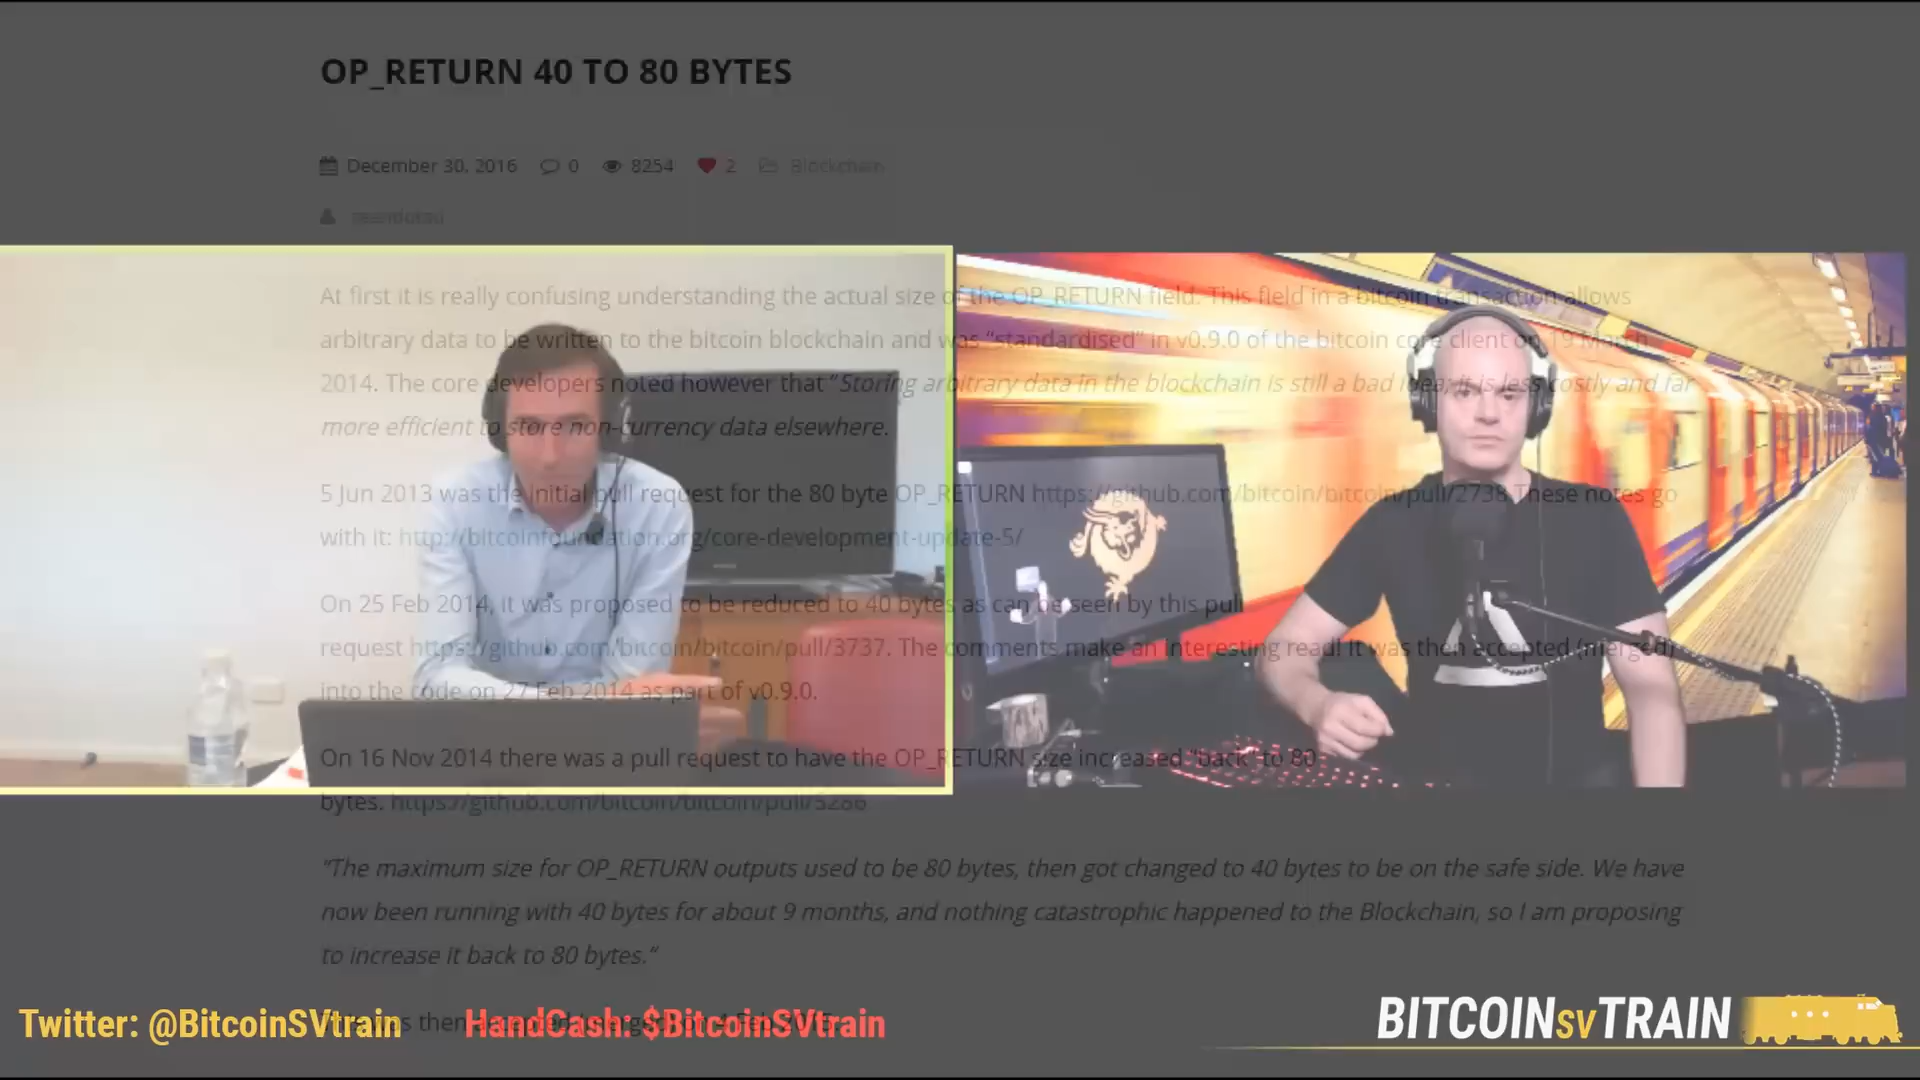 OP_RETURN 40 TO 80 BYTES
December 30, 2016 0 8254 2 Blockchain
At first it is really confusing understanding the actual size of the OP_RETURN field. This field in a bitcoin transaction allows
arbitrary data to be written to the bitcoin blockchain and was “standardised” in v0.9.0 of the bitcoin core client on 19 March
2014. The core developers noted however that “Storing arbitrary data in the blockchain is still a bad idea; it is less costly and far
more efficient to store non-currency data elsewhere.
5 Jun 2013 was the initial pull request for the 80 byte OP_RETURN https://github.com/bitcoin/bitcoin/pull/2738 These notes go
with it: http://bitcoinfoundation.org/core-development-update-5/
On 25 Feb 2014, it was proposed to be reduced to 40 bytes as can be seen by this pull
request https://github.com/bitcoin/bitcoin/pull/3737. The comments make an interesting read! It was then accepted (merged)
into the code on 27 Feb 2014 as part of v0.9.0.
On 16 Nov 2014 there was a pull request to have the OP_RETURN size increased “back” to 80
bytes. https://github.com/bitcoin/bitcoin/pull/5286
“The maximum size for OP_RETURN outputs used to be 80 bytes, then got changed to 40 bytes to be on the safe side. We have
now been running with 40 bytes for about 9 months, and nothing catastrophic happened to the Blockchain, so I am proposing
to increase it back to 80 bytes.”
Twitter: @BitcoinSVtrain HandCash: $BitcoinSVtrain
BITCOIN SV TRAIN